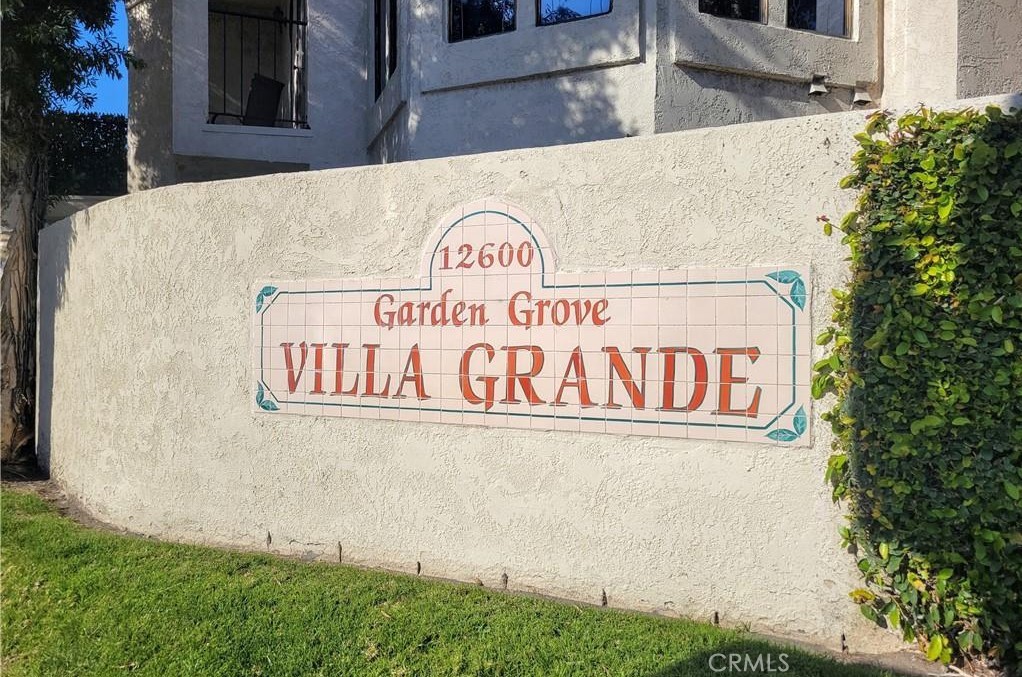 12600
Garden Grove
VILLA GRANDE
CRMLS